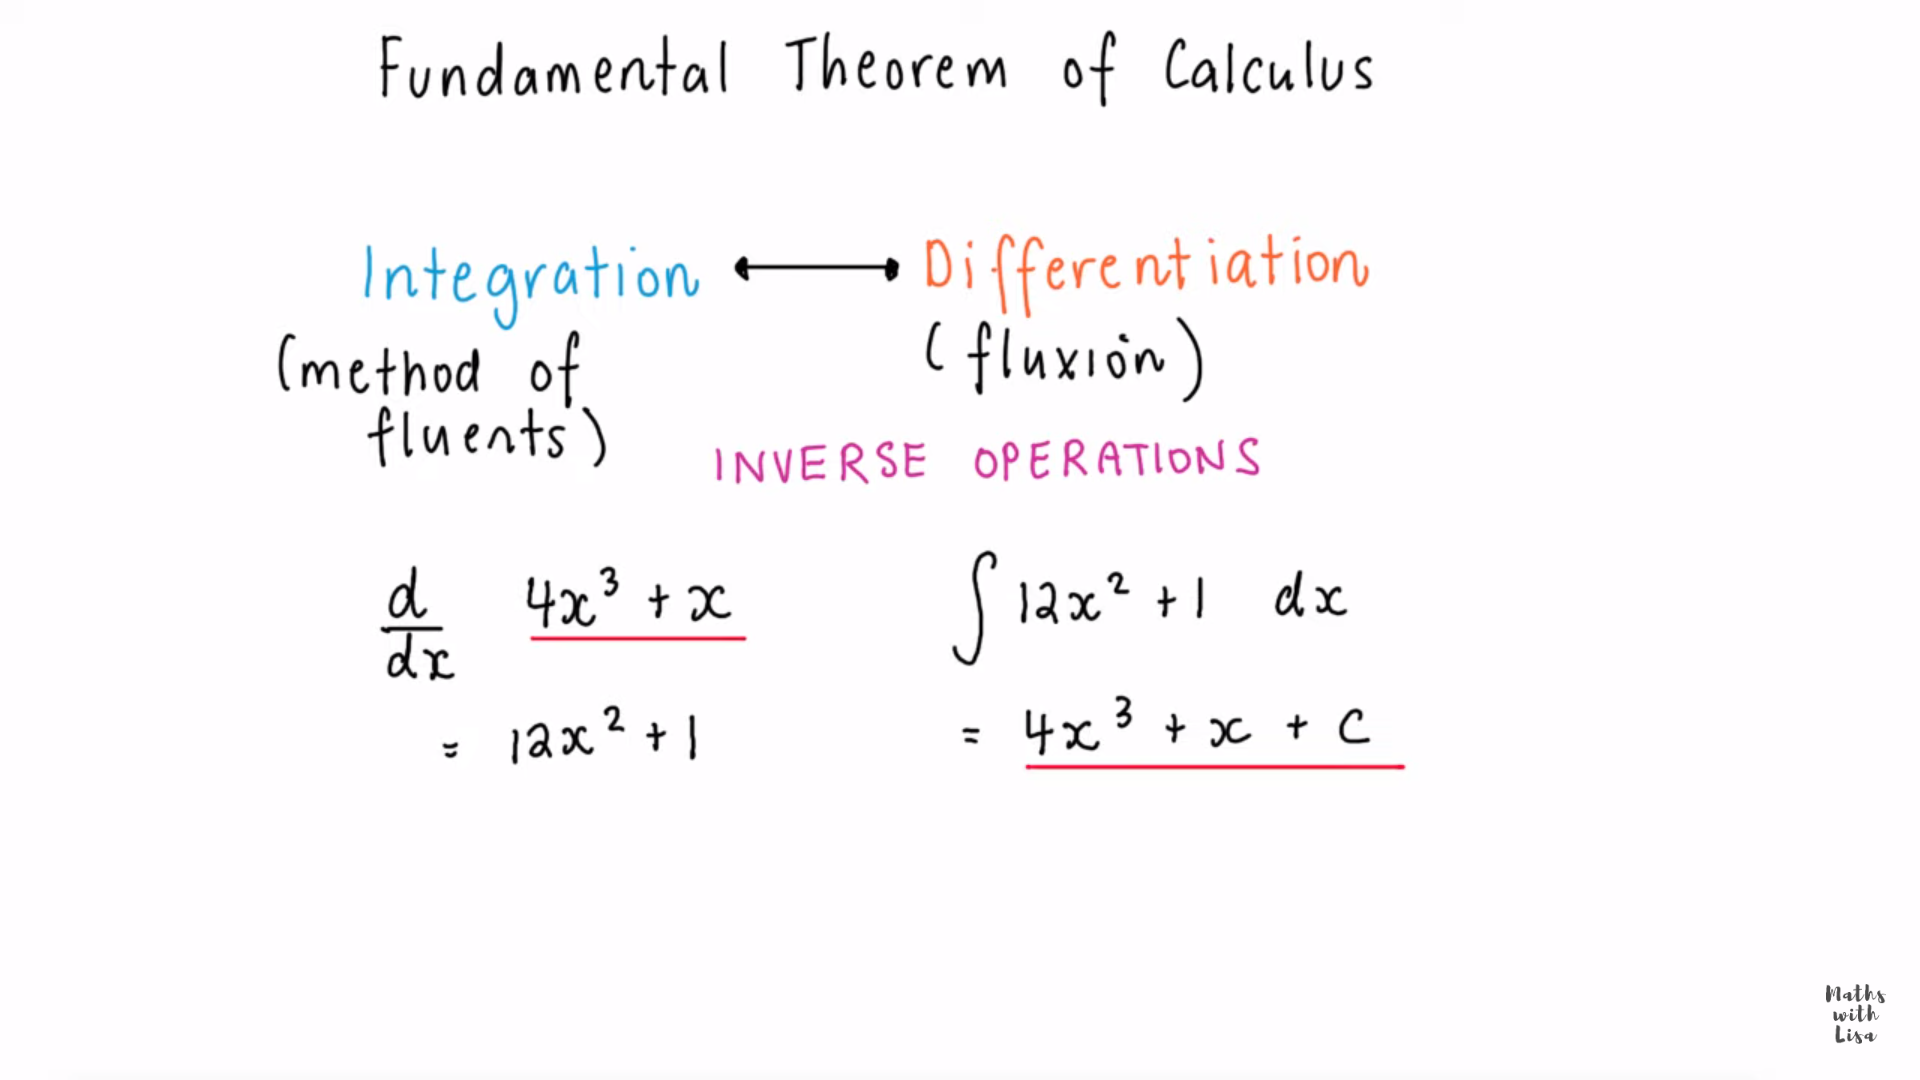 Fundamental Theorem of Calculus
Integration ↔ Differentiation
(method of fluents) (fluxion)
INVERSE OPERATIONS
d/dx 4x³ + x
= 12x² + 1
∫ 12x² + 1 dx
= 4x³ + x + c
Maths
with
Lisa